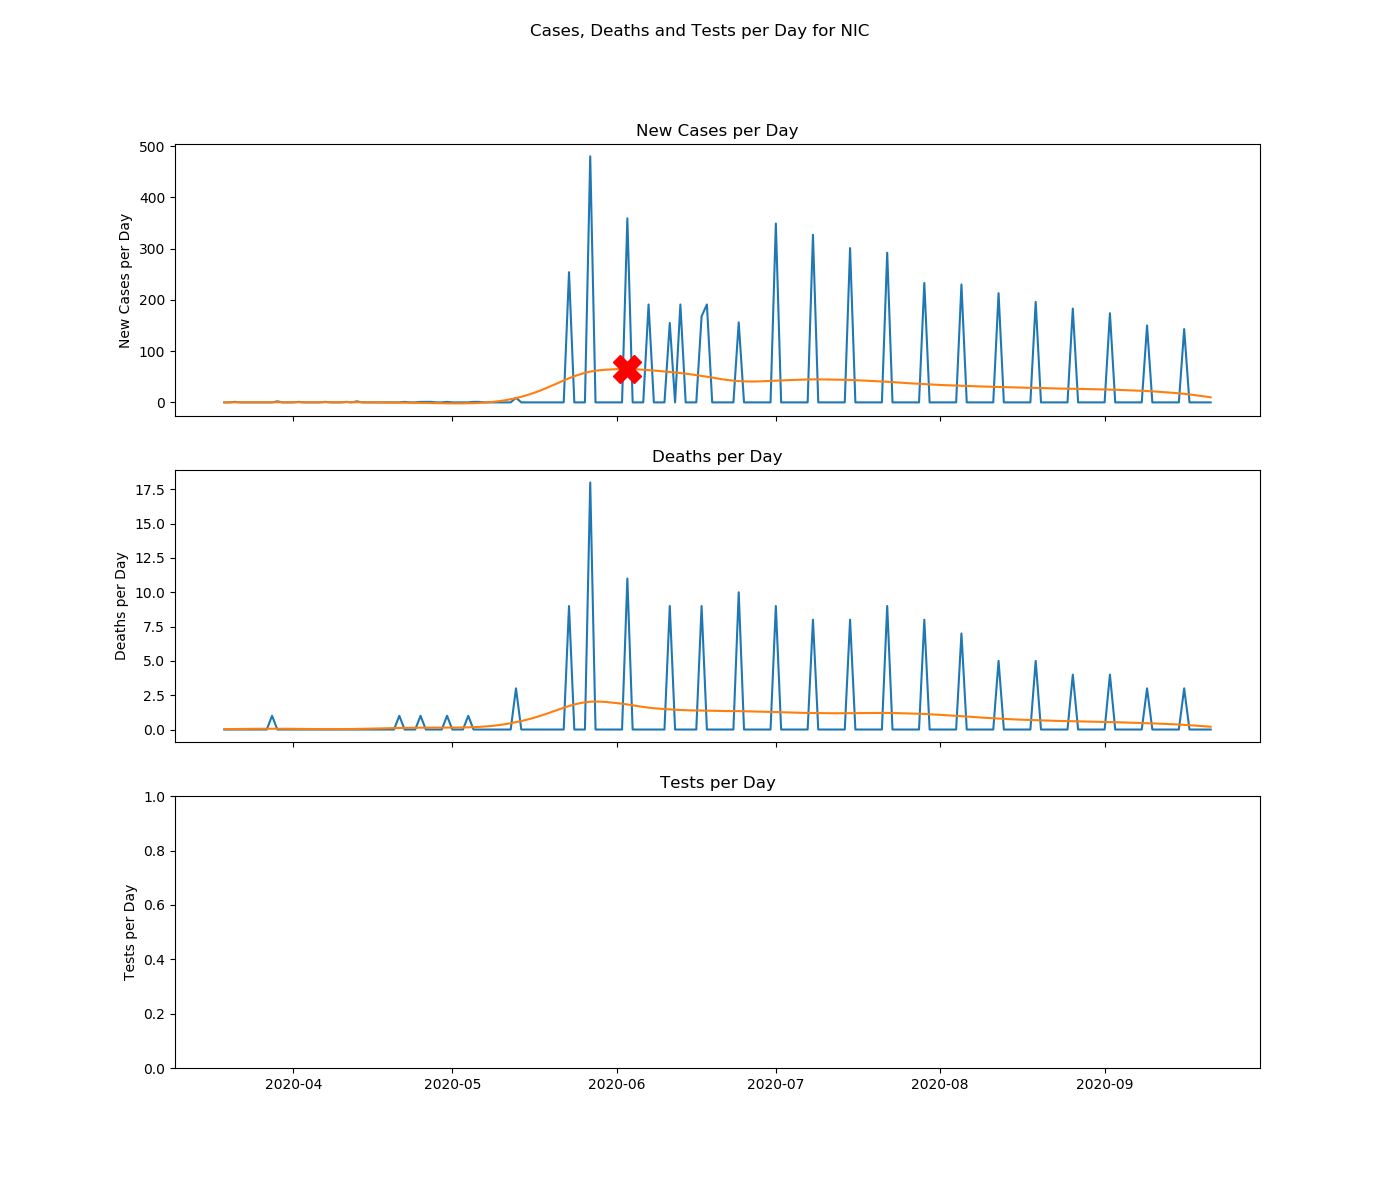 Cases, Deaths and Tests per Day for NIC
New Cases per Day
500
400
300
200
100
0
New Cases per Day
Deaths per Day
17.5
15.0
12.5
10.0
7.5
5.0
2.5
0.0
Deaths per Day
Tests per Day
1.0
0.8
0.6
0.4
0.2
0.0
Tests per Day
2020-04 2020-05 2020-06 2020-07 2020-08 2020-09